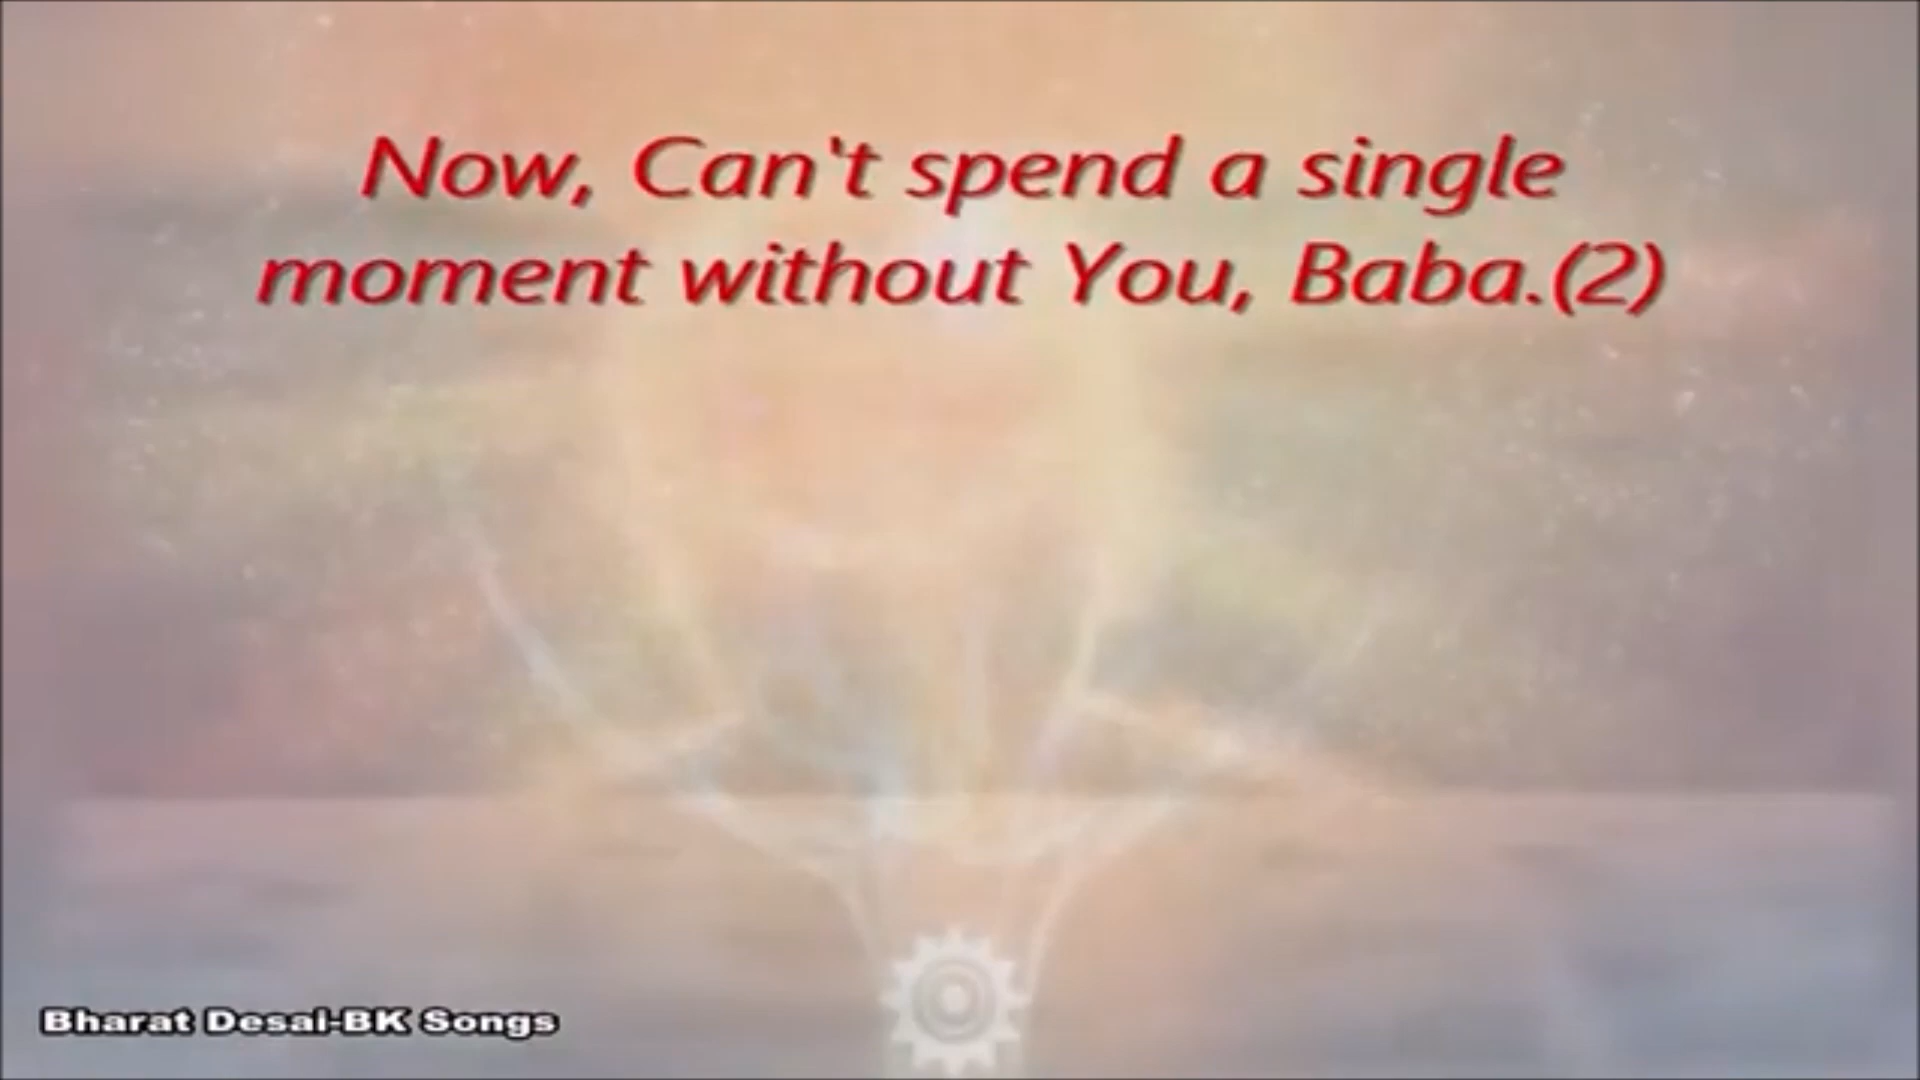 Now, Can't spend a single
moment without You, Baba.(2)
Bharat Desai-BK Songs